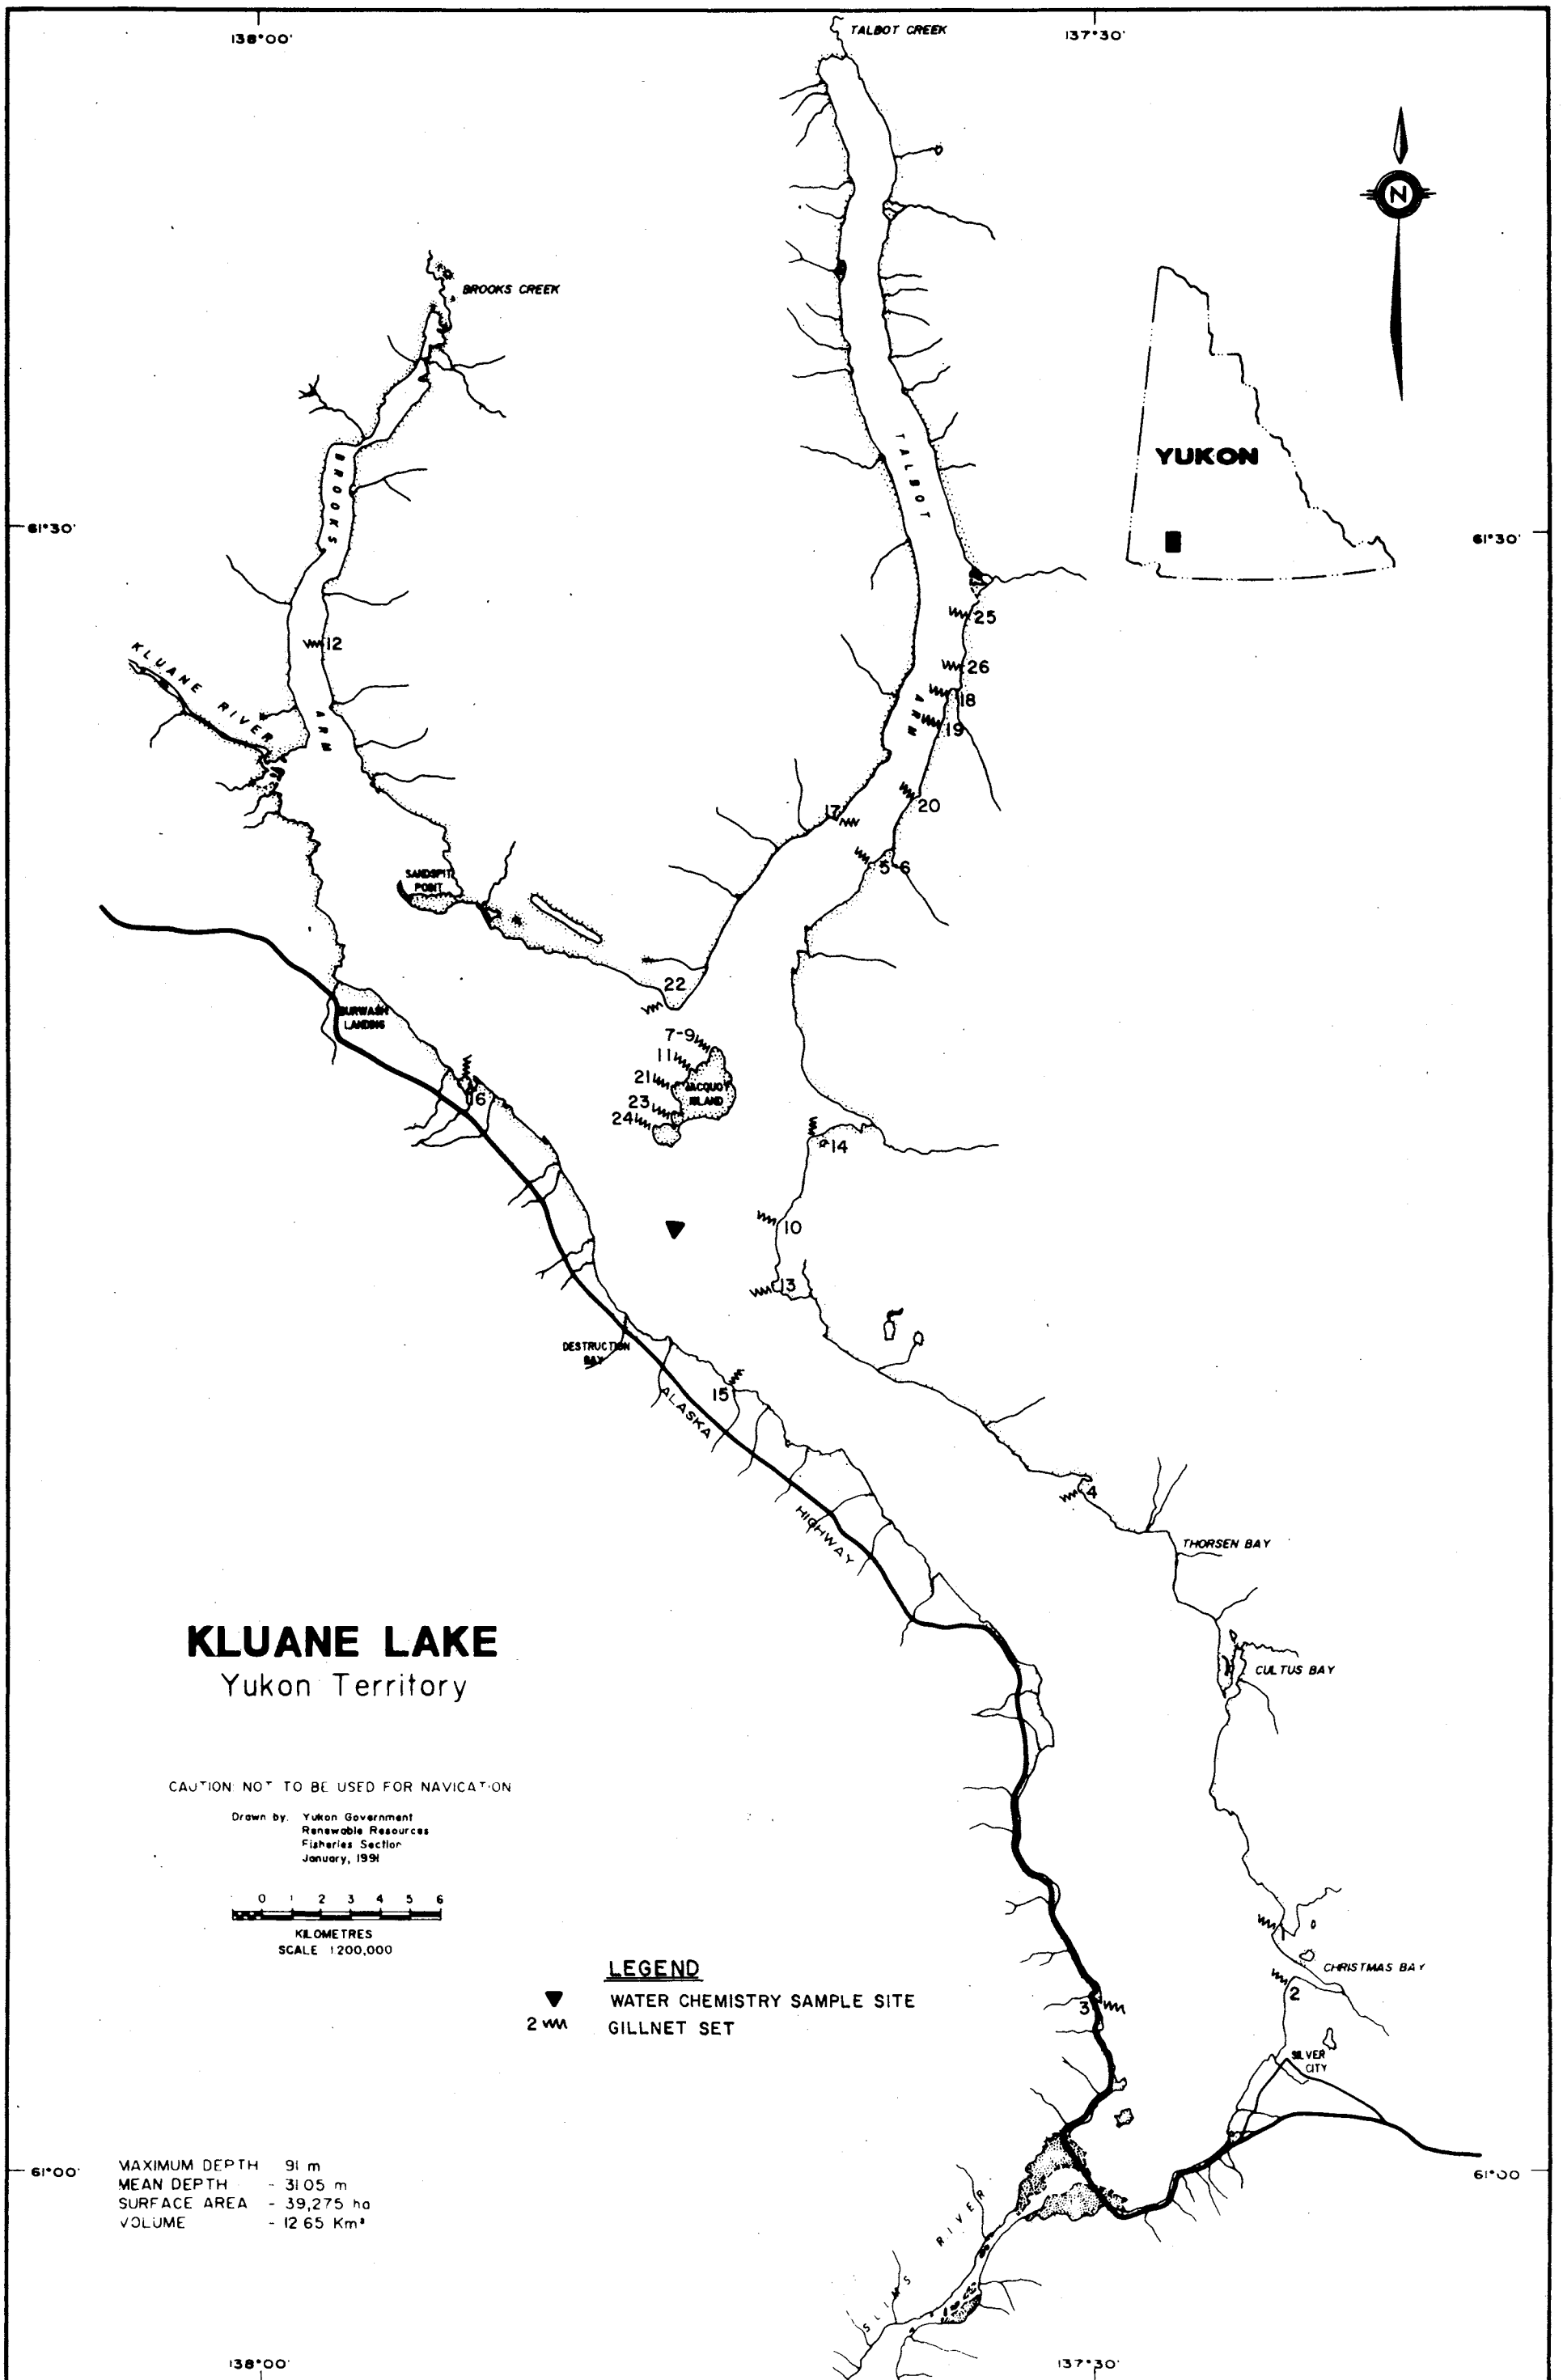 138°00'
TALBOT CREEK
137°30'
N
BROOKS CREEK
YUKON
TALBOT
BROOKS
61°30'
61°30'
25
12
KLUANE RIVER
26
18
ARM
ARM
19
20
17
5-6
SANDSPIT
POINT
22
BURWASH
LANDING
7-9
11
21
JACQUOT
ISLAND
23
24
16
14
10
13
DESTRUCTION
BAY
15
ALASKA
HIGHWAY
4
THORSEN BAY
KLUANE LAKE
Yukon Territory
CULTUS BAY
CAUTION: NOT TO BE USED FOR NAVICATION
Drawn by. Yukon Government
Renewable Resources
Fisheries Section
January, 1991
0 1 2 3 4 5 6
KILOMETRES
SCALE 1:200,000
1
CHRISTMAS BAY
2
3
LEGEND
WATER CHEMISTRY SAMPLE SITE
2 GILLNET SET
SILVER
CITY
61°00'
61°00
MAXIMUM DEPTH 91 m
MEAN DEPTH - 31.05 m
SURFACE AREA - 39,275 ha
VOLUME - 12.65 Km³
SLIMS RIVER
138°00'
137°30'